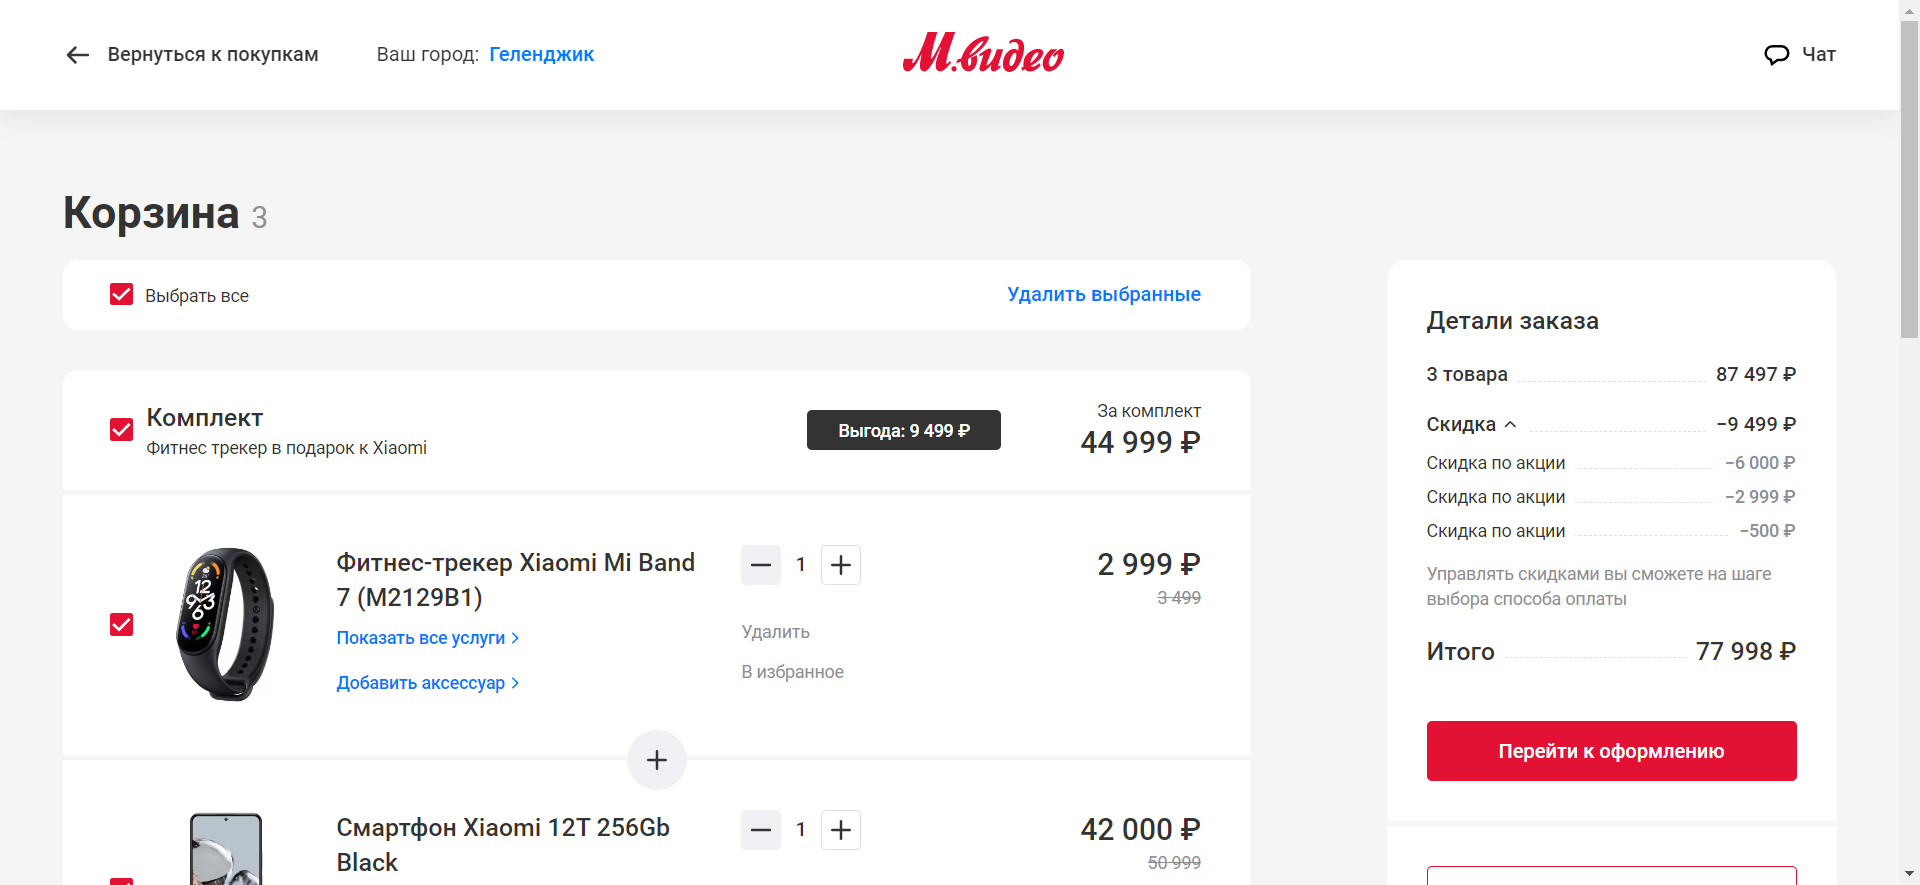 Вернуться к покупкам
Ваш город: Геленджик
М.видео
Чат
Корзина 3
Выбрать все
Удалить выбранные
Комплект
Фитнес трекер в подарок к Xiaomi
Выгода: 9 499 ₽
За комплект
44 999 ₽
Фитнес-трекер Xiaomi Mi Band
7 (M2129B1)
Показать все услуги
Добавить аксессуар
1
Удалить
В избранное
2 999 ₽
3 499
Смартфон Xiaomi 12T 256Gb
Black
1
42 000 ₽
50 999
Детали заказа
3 товара 87 497 ₽
Скидка −9 499 ₽
Скидка по акции −6 000 ₽
Скидка по акции −2 999 ₽
Скидка по акции −500 ₽
Управлять скидками вы сможете на шаге
выбора способа оплаты
Итого 77 998 ₽
Перейти к оформлению